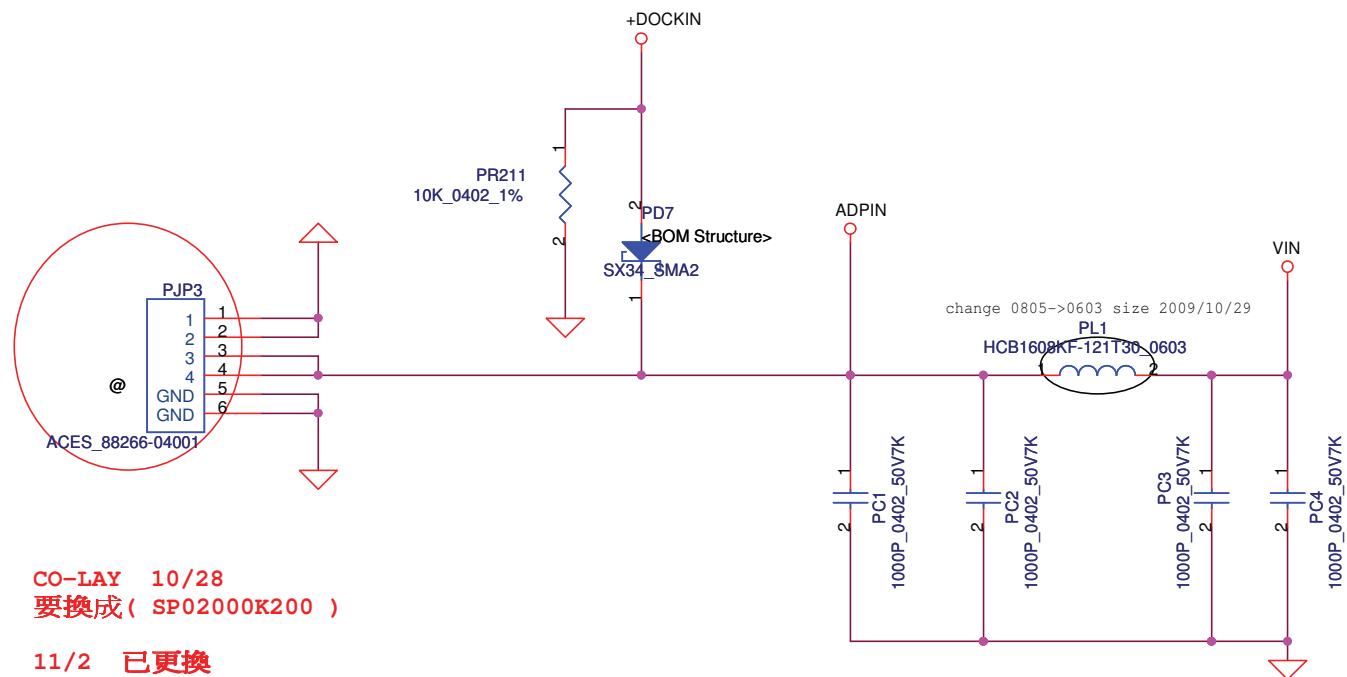 +DOCKIN
1
PR211
10K_0402_1%
2
2
PD7
<BOM Structure>
SX34_SMA2
1
ADPIN
VIN
change 0805->0603 size 2009/10/29
PL1
HCB1608KF-121T30_0603
1
2
PJP3
1 1
2 2
3 3
4 4
GND 5
GND 6
@
ACES_88266-04001
1
2
PC1
1000P_0402_50V7K
1
2
PC2
1000P_0402_50V7K
1
2
PC3
1000P_0402_50V7K
1
2
PC4
1000P_0402_50V7K
CO-LAY 10/28
要換成( SP02000K200 )
11/2 已更換